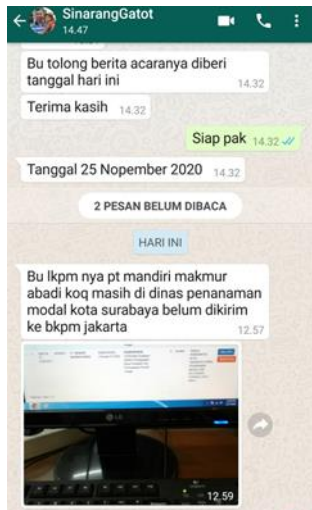 SinarangGatot
14.47
Bu tolong berita acaranya diberi
tanggal hari ini
14.32
Terima kasih 14.32
Siap pak 14.32
Tanggal 25 Nopember 2020 14.32
2 PESAN BELUM DIBACA
HARI INI
Bu lkpm nya pt mandiri makmur
abadi koq masih di dinas penanaman
modal kota surabaya belum dikirim
ke bkpm jakarta
12.57
LG
12.59